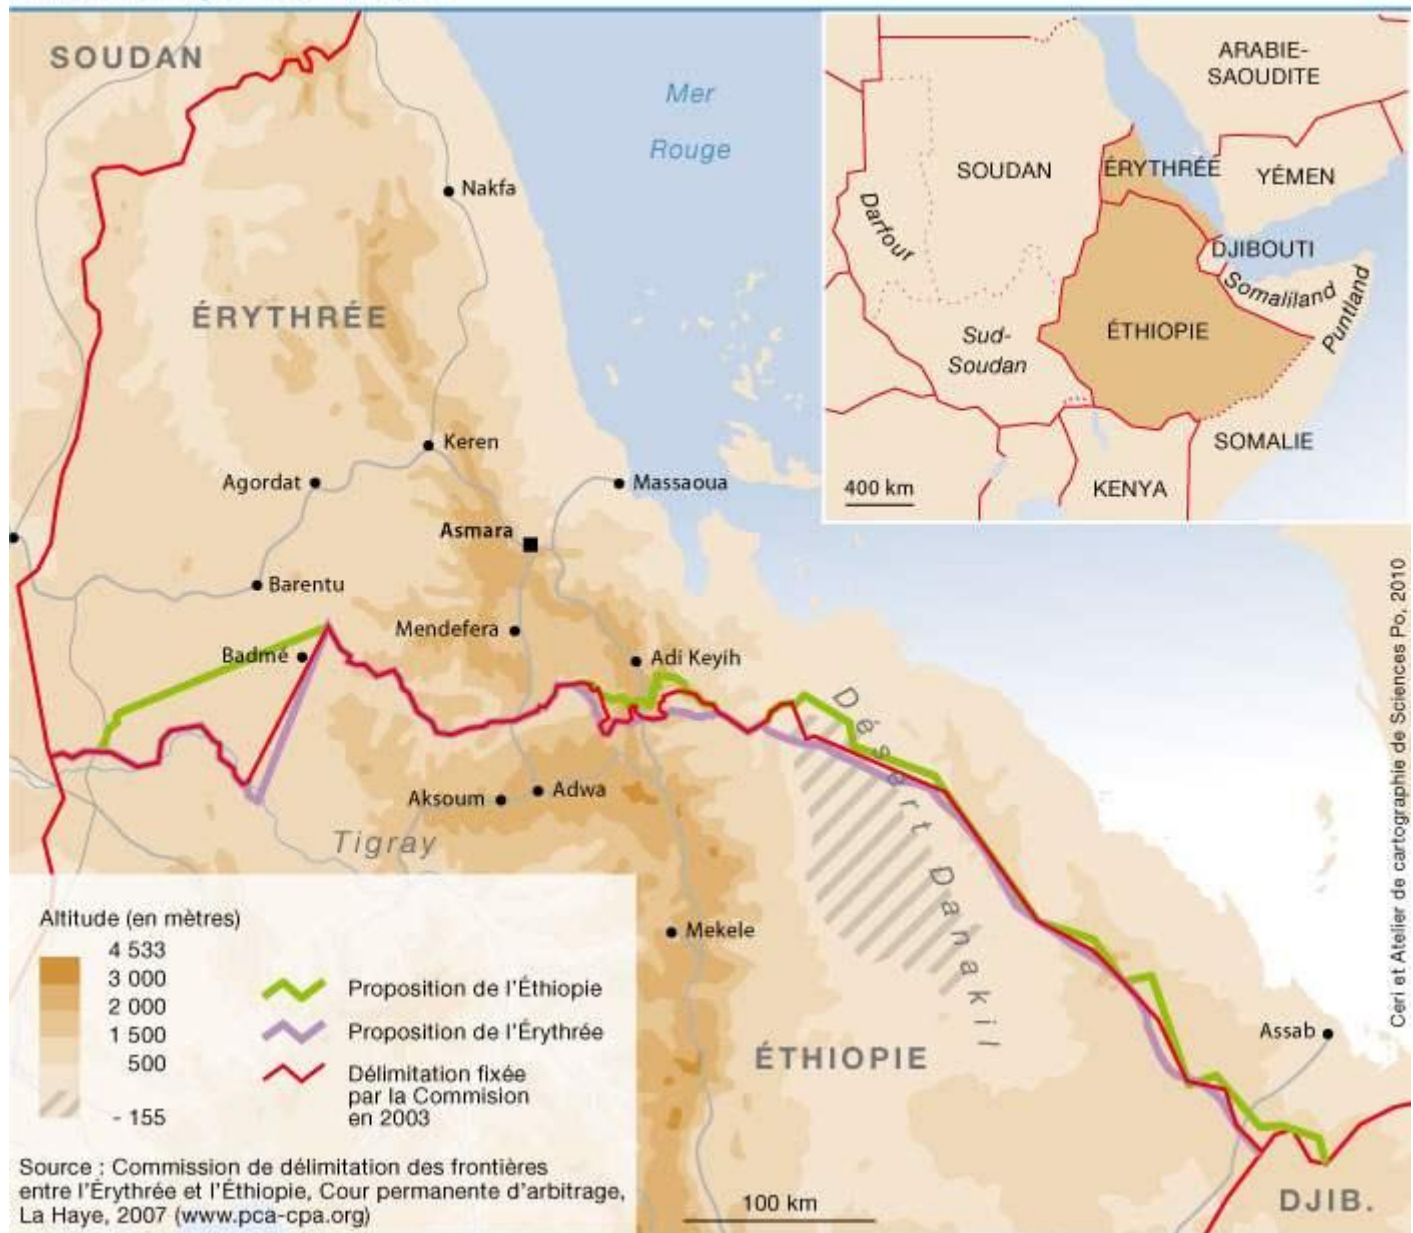 SOUDAN
Mer
Rouge
Nakfa
ÉRYTHRÉE
Keren
Agordat
Massaoua
Asmara
Barentu
Mendefera
Badmé
Adi Keyih
Désert Danakil
Aksoum
Adwa
Tigray
Mekele
ÉTHIOPIE
Assab
DJIB.
100 km
ARABIE-
SAOUDITE
SOUDAN
ÉRYTHRÉE
YÉMEN
Darfour
DJIBOUTI
Somaliland
Puntland
ÉTHIOPIE
Sud-
Soudan
SOMALIE
KENYA
400 km
Altitude (en mètres)
4 533
3 000
2 000
1 500
500
- 155
Proposition de l'Éthiopie
Proposition de l'Érythrée
Délimitation fixée
par la Commision
en 2003
Source : Commission de délimitation des frontières
entre l'Érythrée et l'Éthiopie, Cour permanente d'arbitrage,
La Haye, 2007 (www.pca-cpa.org)
Ceri et Atelier de cartographie de Sciences Po, 2010